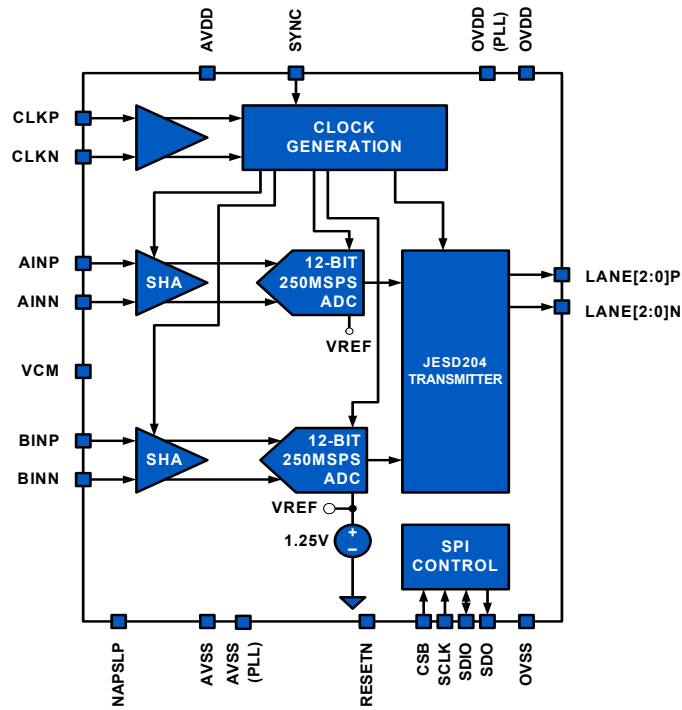 AVDD
SYNC
OVDD
(PLL)
OVDD
CLKP
CLKN
CLOCK
GENERATION
AINP
AINN
SHA
12-BIT
250MSPS
ADC
VREF
LANE[2:0]P
LANE[2:0]N
JESD204
TRANSMITTER
VCM
BINP
BINN
SHA
12-BIT
250MSPS
ADC
VREF
1.25V
+
–
SPI
CONTROL
NAPSLP
AVSS
AVSS
(PLL)
RESETN
CSB
SCLK
SDIO
SDO
OVSS